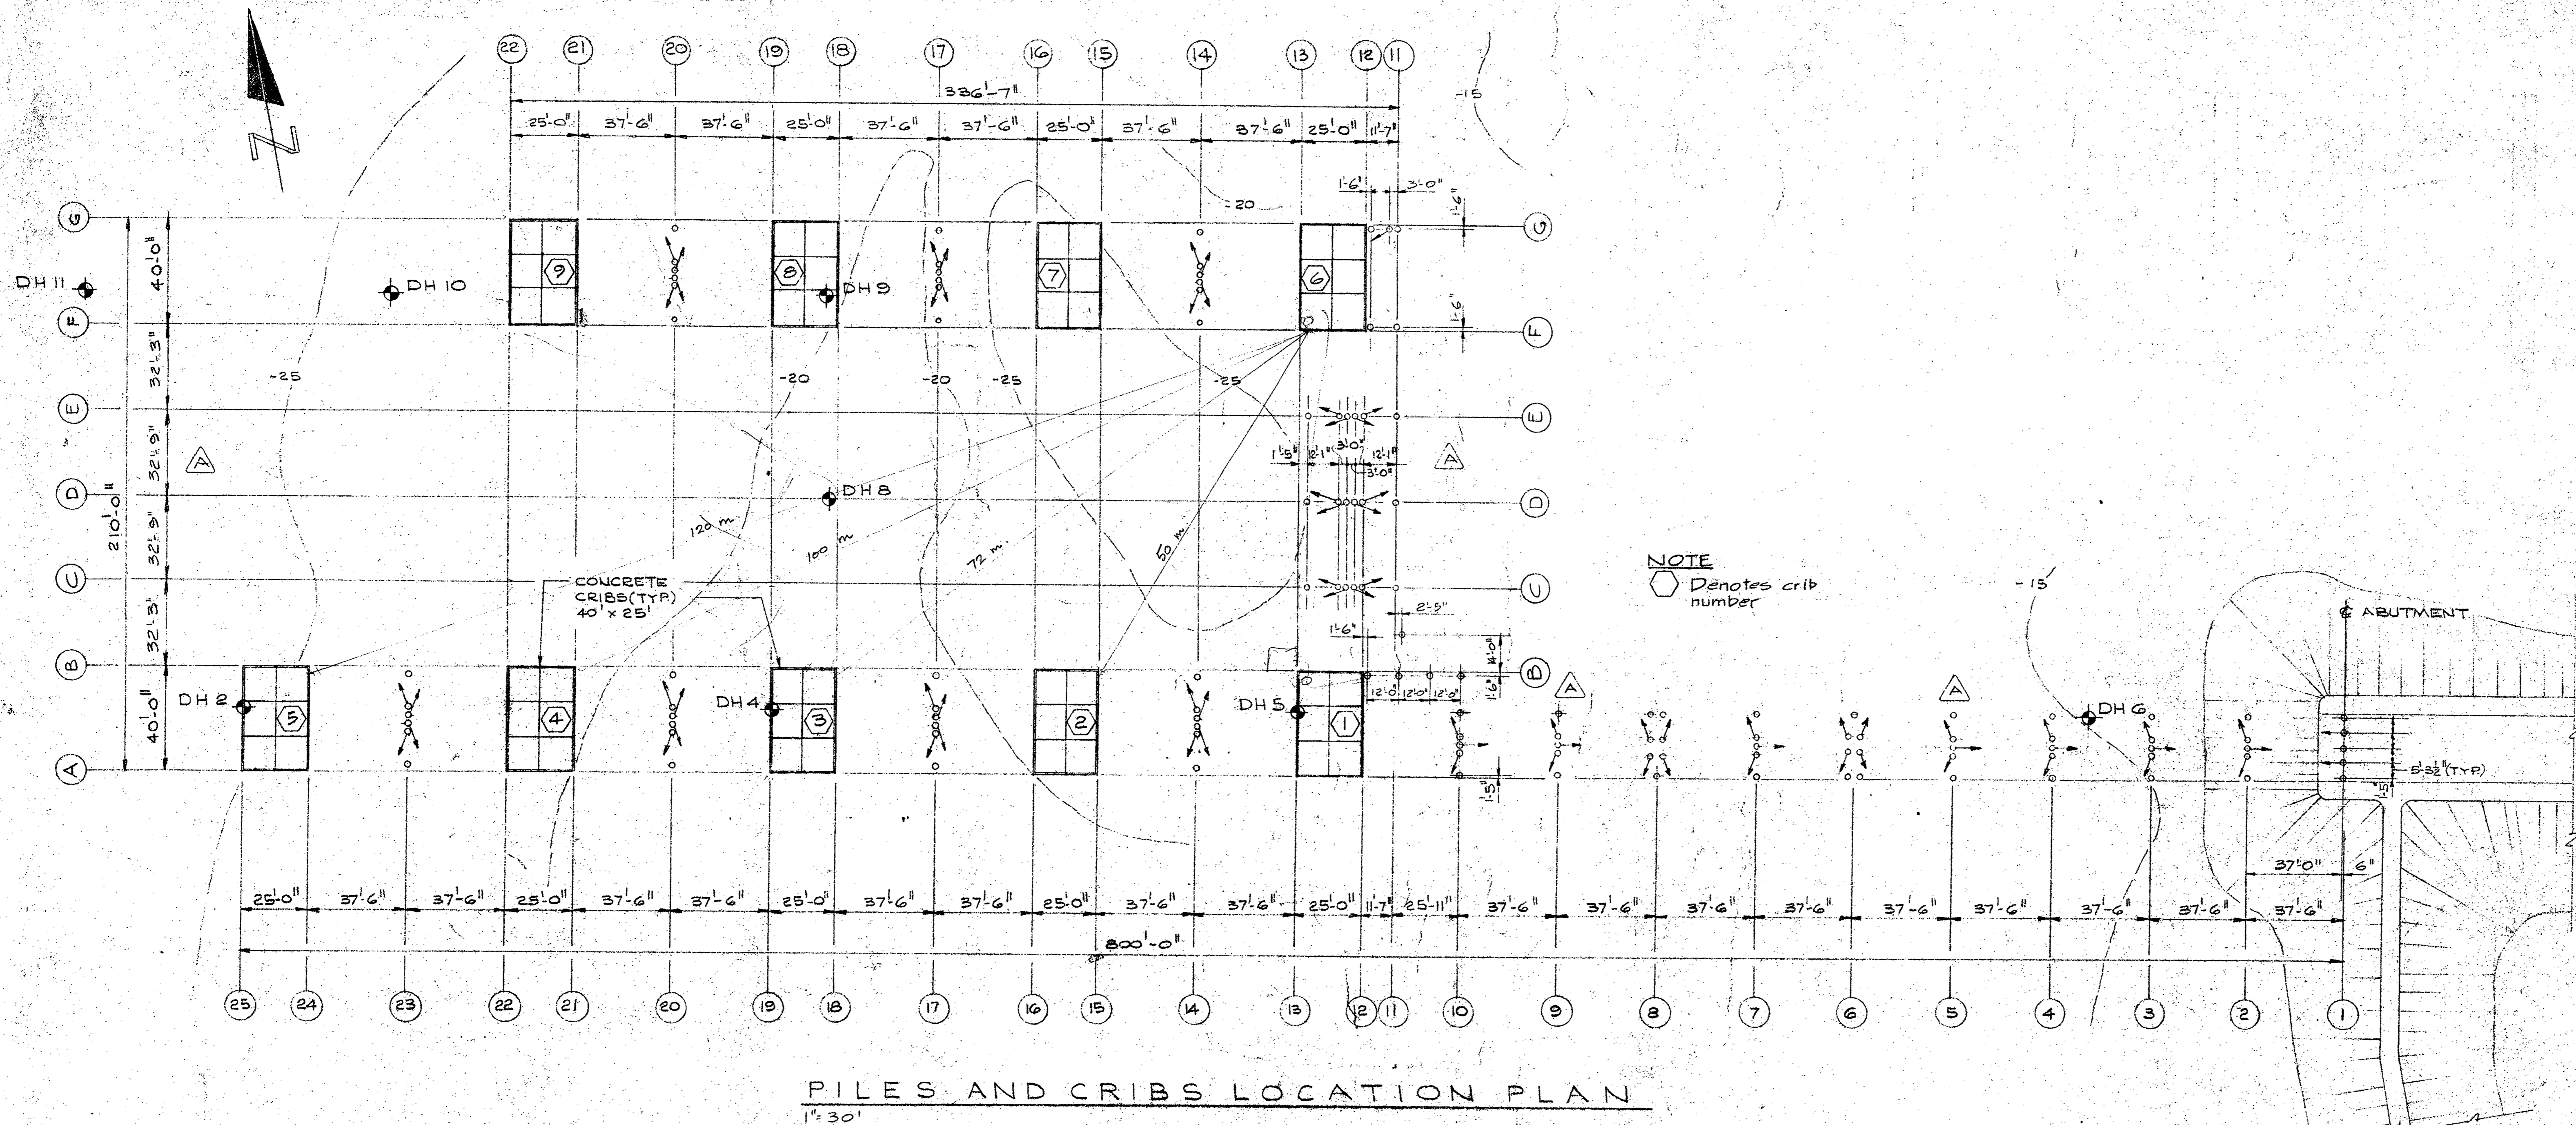 22 21 20 19 18 17 16 15 14 13 12 11
336'-7"
-15
25'-0" 37'-6" 37'-6" 25'-0" 37'-6" 37'-6" 25'-0" 37'-6" 37'-6" 25'-0" 11'-7"
N
1'-6" 3'-0"
1'-6"
-20
G G
40'-0"
DH 11 DH 10 9 8 DH 9 7 6
1'-6"
F F
32'-3"
-25 -20 -20 -25 -25
E E
32'-9"
A
1'-5" 12'-1" 3'-0" 12'-1"
3'-0"
A
D DH 8 D
210'-0"
120 m. 100 m 72 m. 50 m
32'-9"
NOTE
Denotes crib
number
-15
C C
CONCRETE
CRIBS (TYP.)
40' x 25'
32'-3"
2'-5"
1'-6"
14'-0"
℄ ABUTMENT
B B
40'-0"
12'-0" 12'-0" 12'-0"
1'-6"
A A
DH 2 5 4 DH 4 3 2 DH 5 1 DH 6
A
1'-5"
5'-3½" (TYP.)
1'-5"
37'-0" 6"
25'-0" 37'-6" 37'-6" 25'-0" 37'-6" 37'-6" 25'-0" 37'-6" 37'-6" 25'-0" 37'-6" 37'-6" 25'-0" 11'-7" 25'-11" 37'-6" 37'-6" 37'-6" 37'-6" 37'-6" 37'-6" 37'-6" 37'-6" 37'-6"
800'-0"
25 24 23 22 21 20 19 18 17 16 15 14 13 12 11 10 9 8 7 6 5 4 3 2 1
PILES AND CRIBS LOCATION PLAN
1"=30'